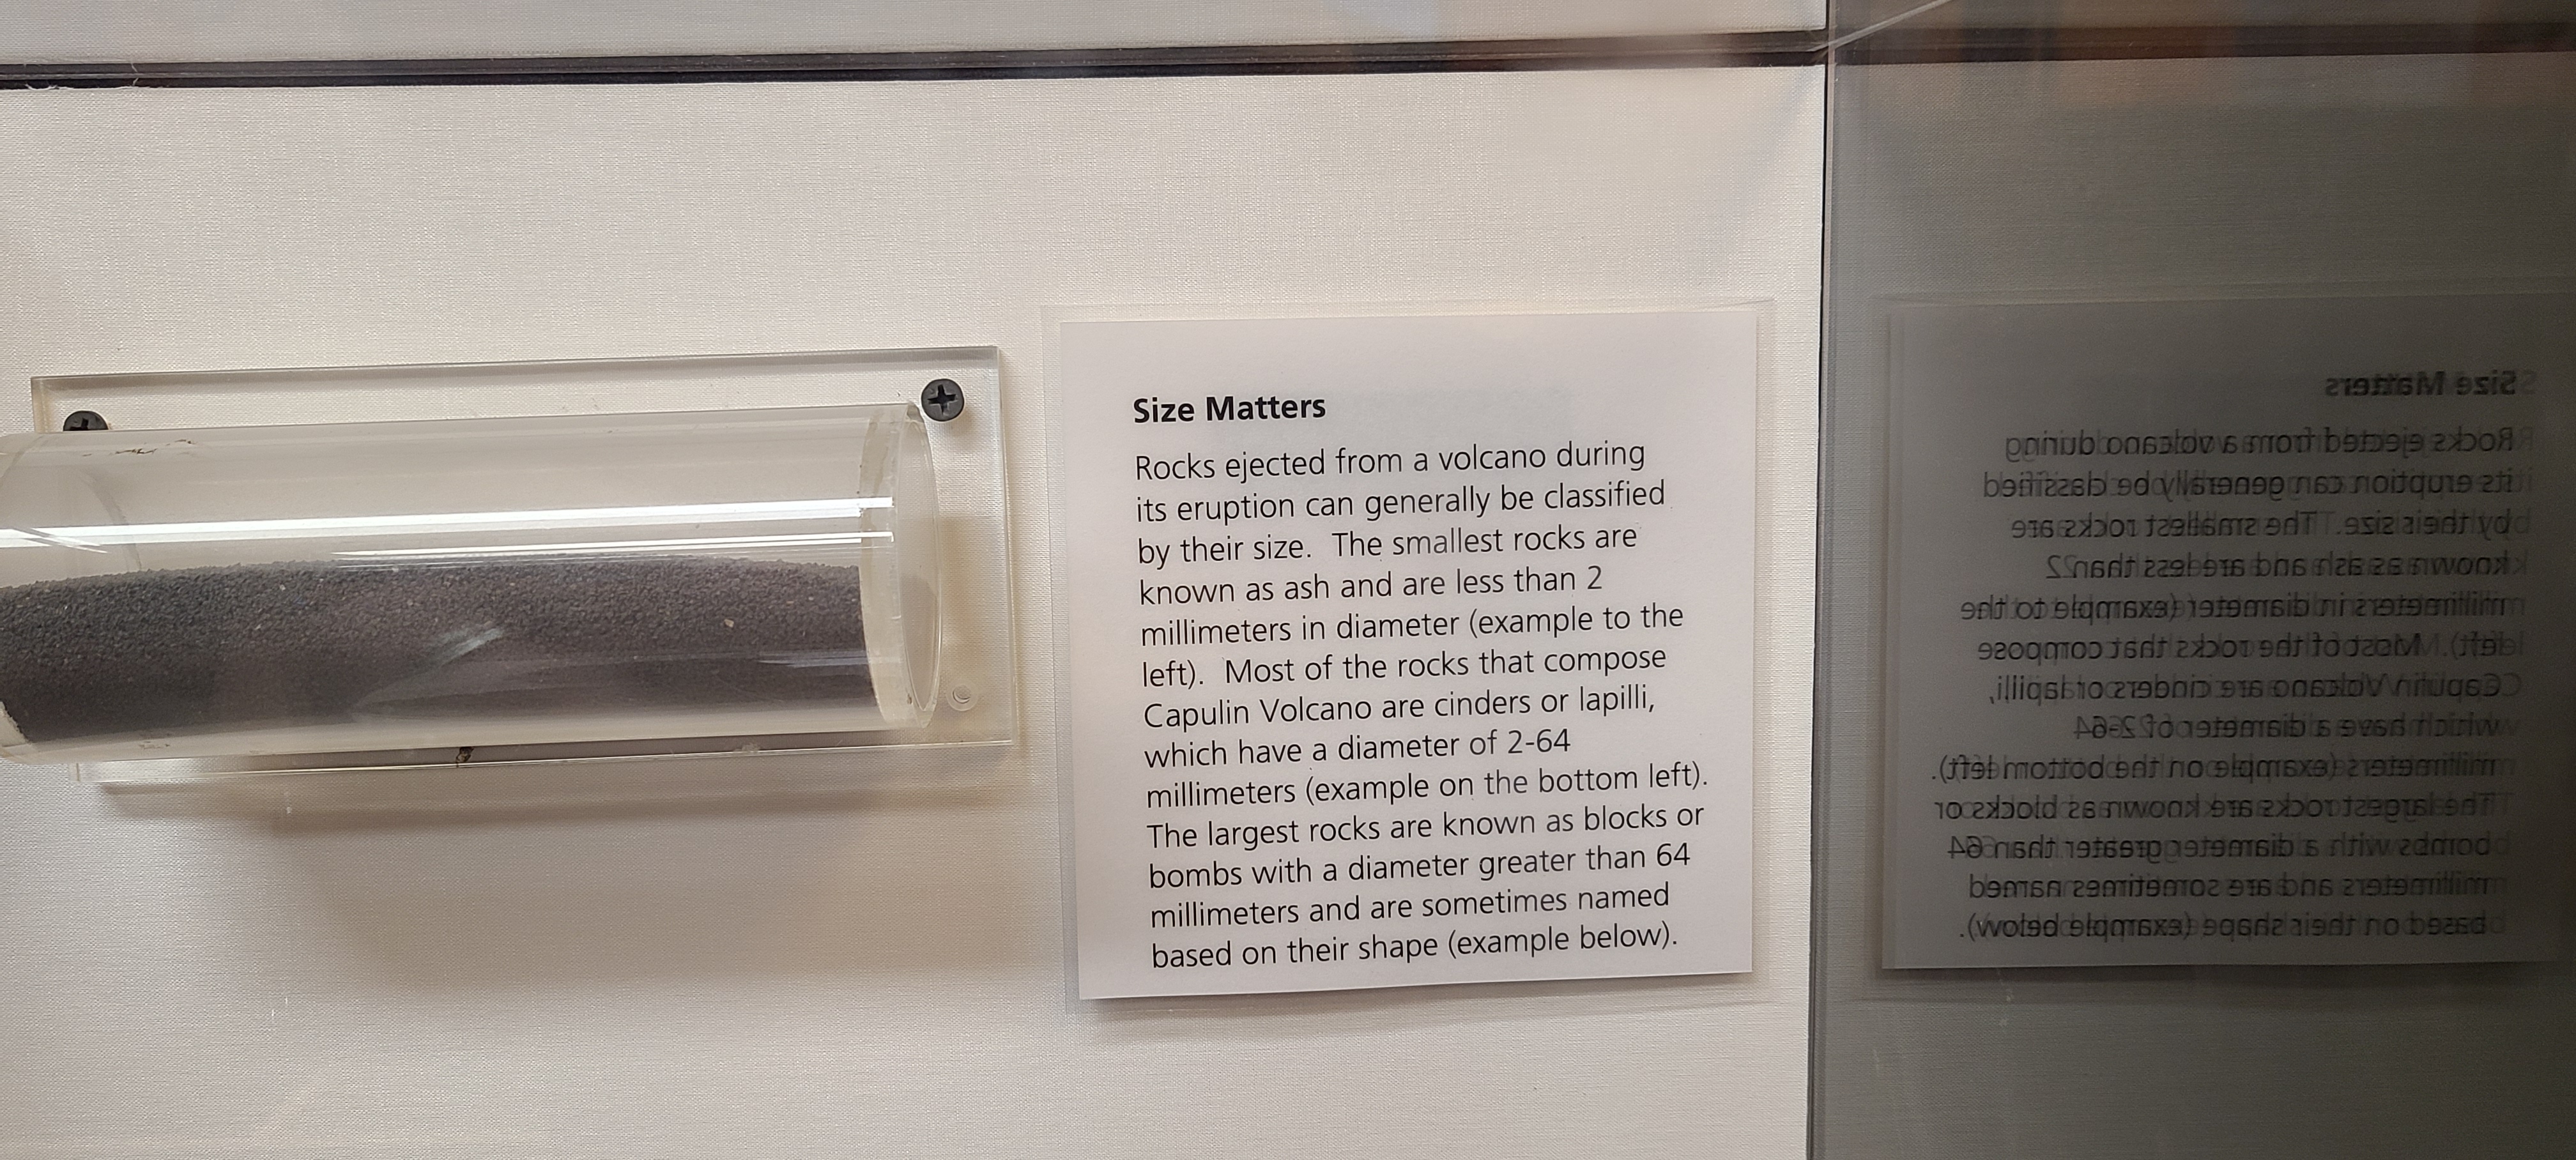 Size Matters
Rocks ejected from a volcano during
its eruption can generally be classified
by their size.  The smallest rocks are
known as ash and are less than 2
millimeters in diameter (example to the
left).  Most of the rocks that compose
Capulin Volcano are cinders or lapilli,
which have a diameter of 2-64
millimeters (example on the bottom left).
The largest rocks are known as blocks or
bombs with a diameter greater than 64
millimeters and are sometimes named
based on their shape (example below).